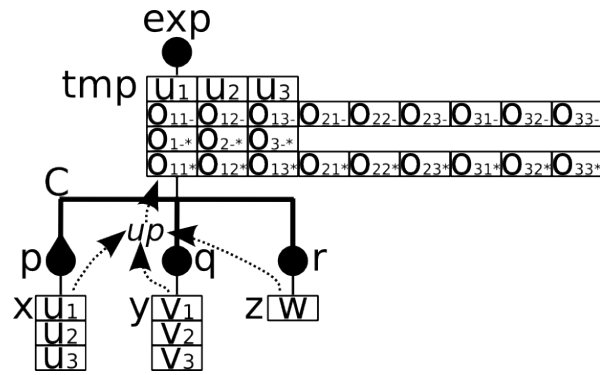 exp
tmp u1 u2 u3
o11- o12- o13- o21- o22- o23- o31- o32- o33-
o1-* o2-* o3-*
o11* o12* o13* o21* o22* o23* o31* o32* o33*
C
up
p q r
x u1 y v1 z w
u2 v2
u3 v3